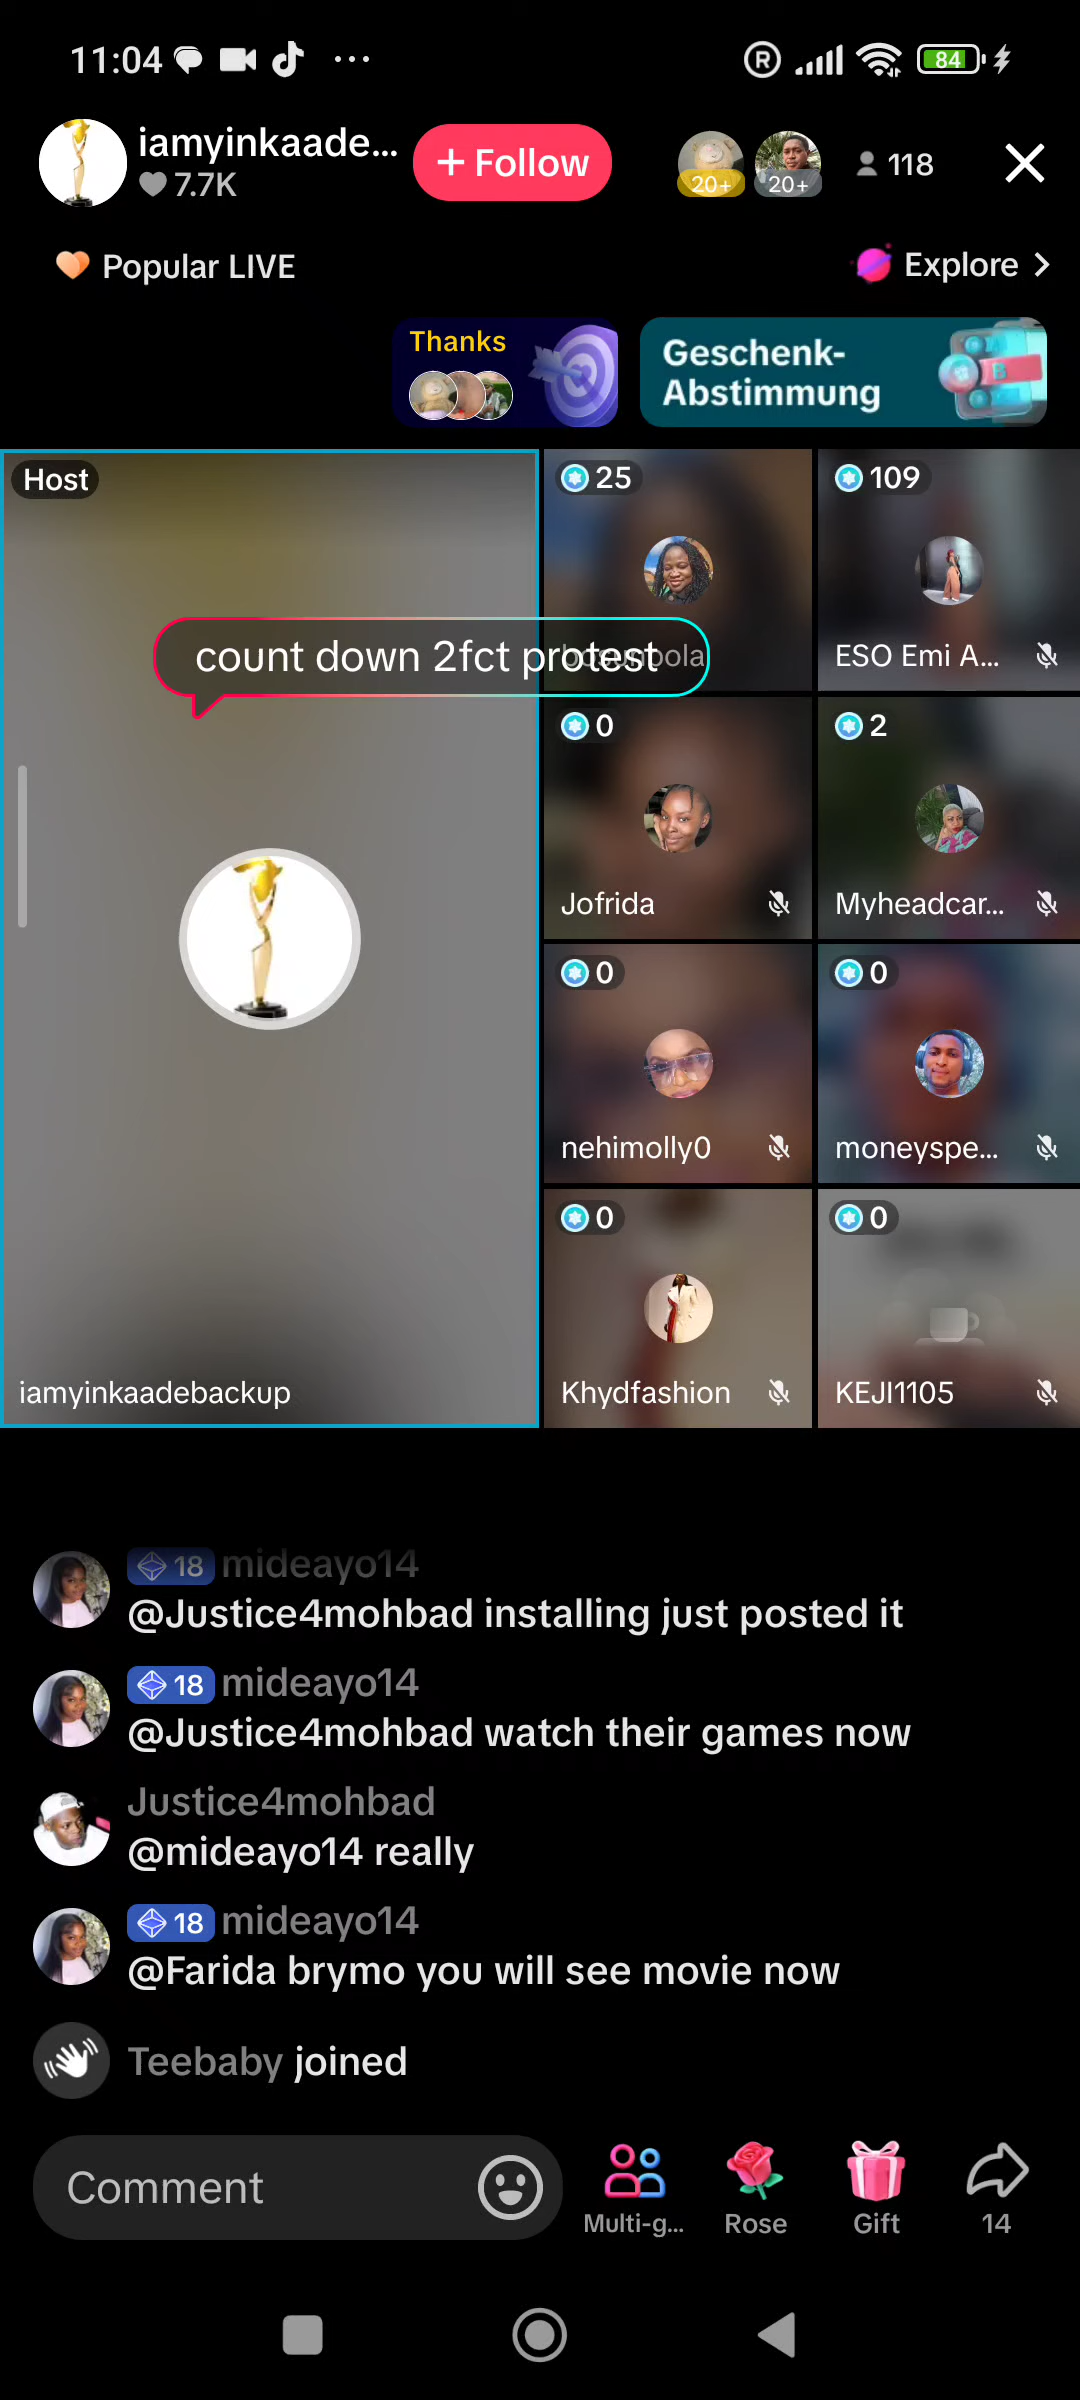 11:04
R
84
iamyinkaade...
7.7K
+ Follow
20+
20+
118
Popular LIVE
Explore
Thanks
Geschenk-
Abstimmung
Host
25
109
count down 2fct protest
ESO Emi A...
0
2
Jofrida
Myheadcar...
0
0
nehimolly0
moneyspe...
0
0
iamyinkaadebackup
Khydfashion
KEJI1105
18 mideayo14
@Justice4mohbad installing just posted it
18 mideayo14
@Justice4mohbad watch their games now
Justice4mohbad
@mideayo14 really
18 mideayo14
@Farida brymo you will see movie now
Teebaby joined
Comment
Multi-g...
Rose
Gift
14